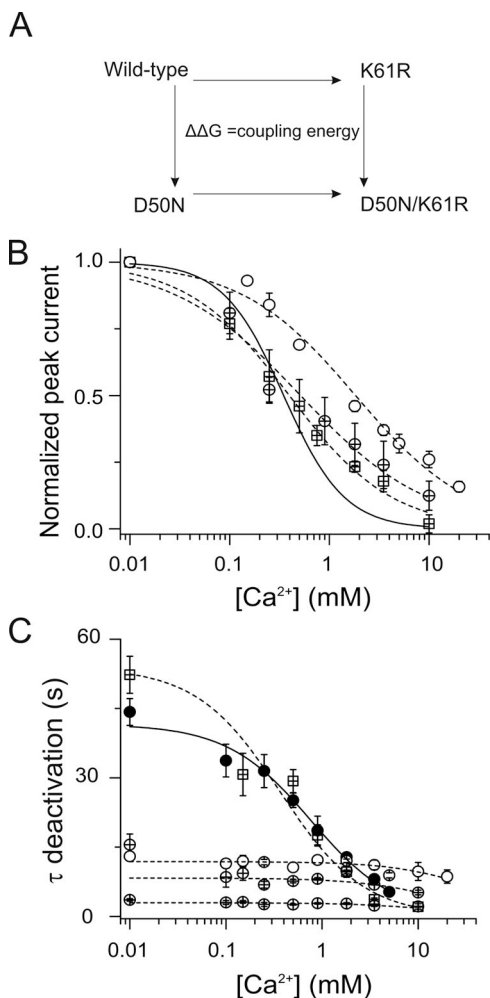 A
Wild-type K61R
ΔΔG =coupling energy
D50N D50N/K61R
B
Normalized peak current
1.0
0.5
0.0
0.01 0.1 1 10
[Ca²⁺] (mM)
C
τ deactivation (s)
60
30
0
0.01 0.1 1 10
[Ca²⁺] (mM)